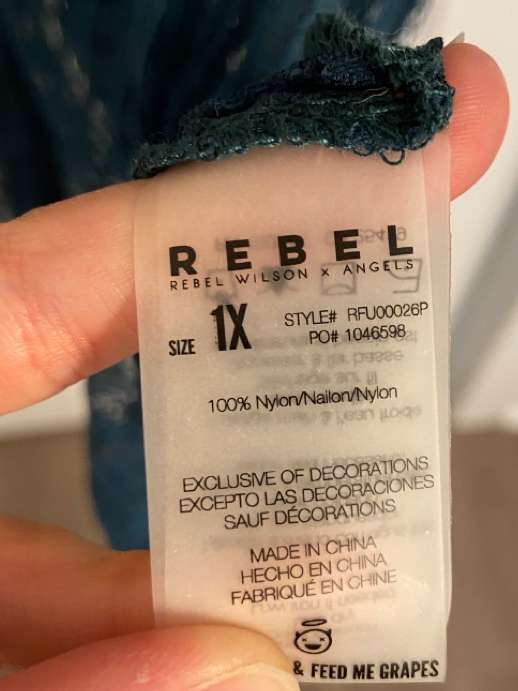 REBEL
REBEL WILSON x ANGELS
SIZE 1X
STYLE# RFU00026P
PO# 1046598
100% Nylon/Nailon/Nylon
EXCLUSIVE OF DECORATIONS
EXCEPTO LAS DECORACIONES
SAUF DÉCORATIONS
MADE IN CHINA
HECHO EN CHINA
FABRIQUÉ EN CHINE
& FEED ME GRAPES